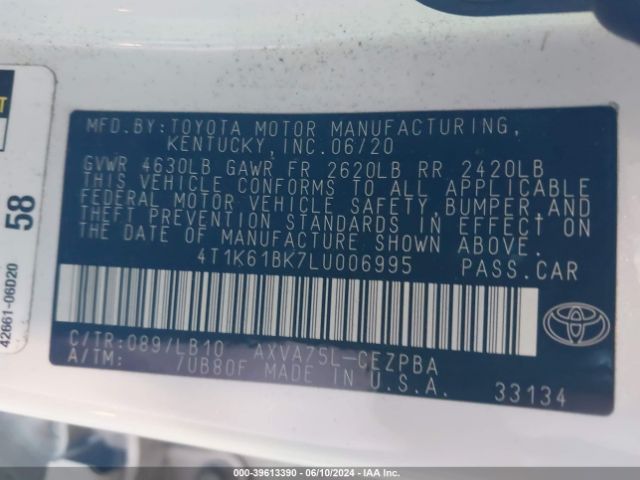 MFD.BY:TOYOTA MOTOR MANUFACTURING,
KENTUCKY, INC.06/20
GVWR 4630LB GAWR FR 2620LB RR 2420LB
THIS VEHICLE CONFORMS TO ALL APPLICABLE
FEDERAL MOTOR VEHICLE SAFETY,BUMPER,AND
THEFT PREVENTION STANDARDS IN EFFECT ON
THE DATE OF MANUFACTURE SHOWN ABOVE.
4T1K61BK7LU006995 PASS.CAR
C/TR:089/LB10 AXVA75L-CEZPBA
A/TM: 7UB80F MADE IN U.S.A. 33134
58
42661-06D20
000-39613390 - 06/10/2024 - IAA Inc.